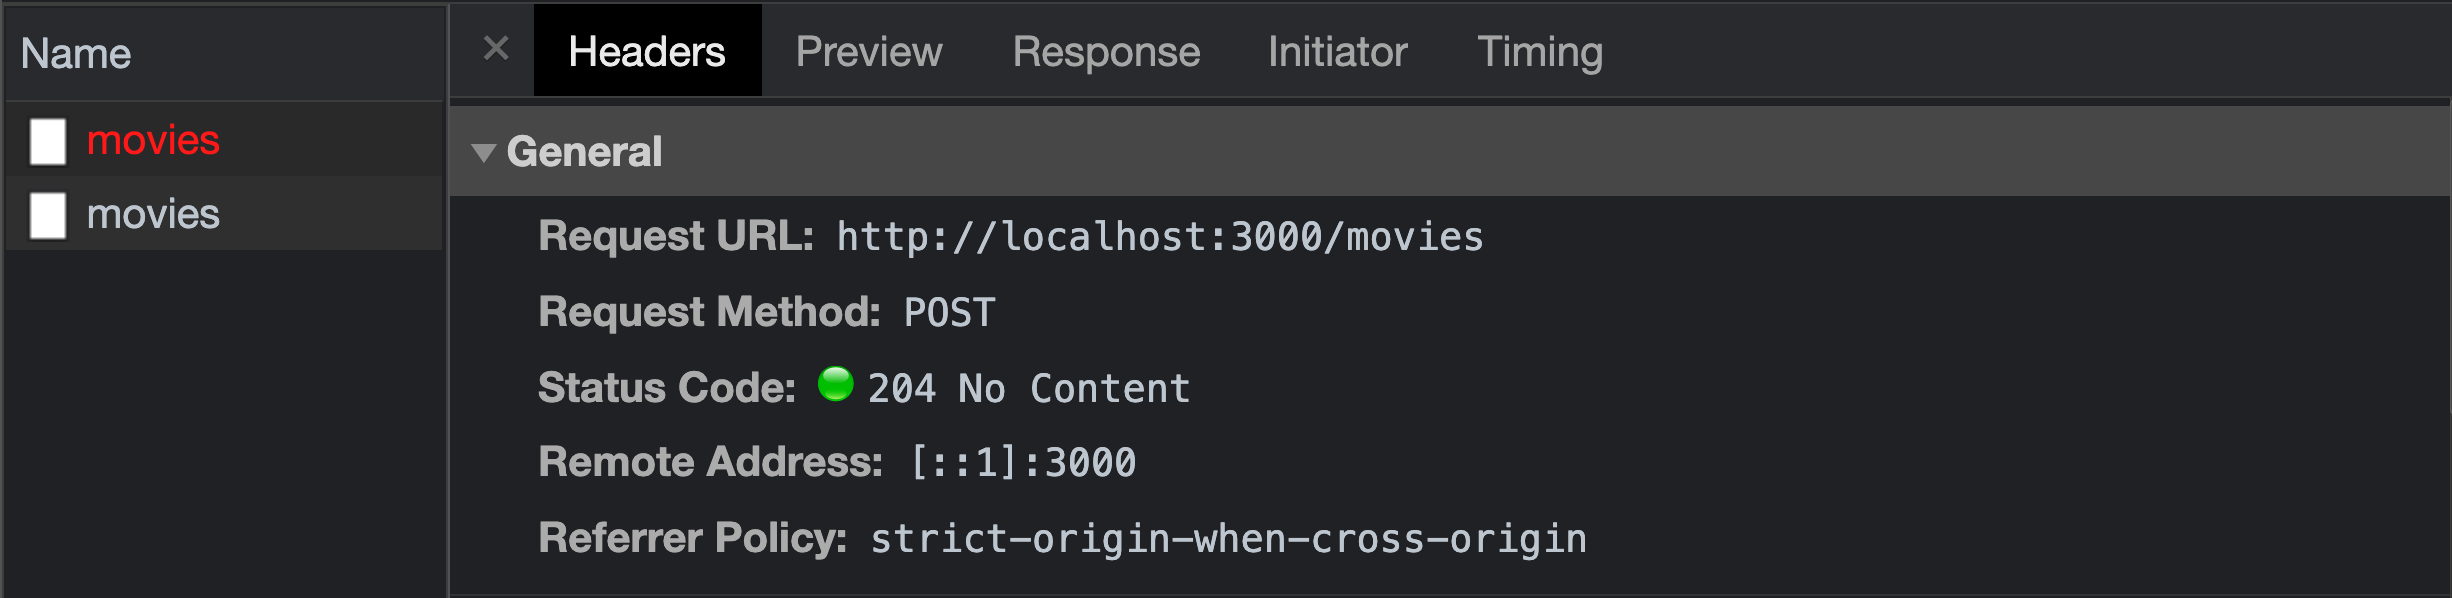 Name
movies
movies
Headers Preview Response Initiator Timing
General
Request URL: http://localhost:3000/movies
Request Method: POST
Status Code: 204 No Content
Remote Address: [::1]:3000
Referrer Policy: strict-origin-when-cross-origin